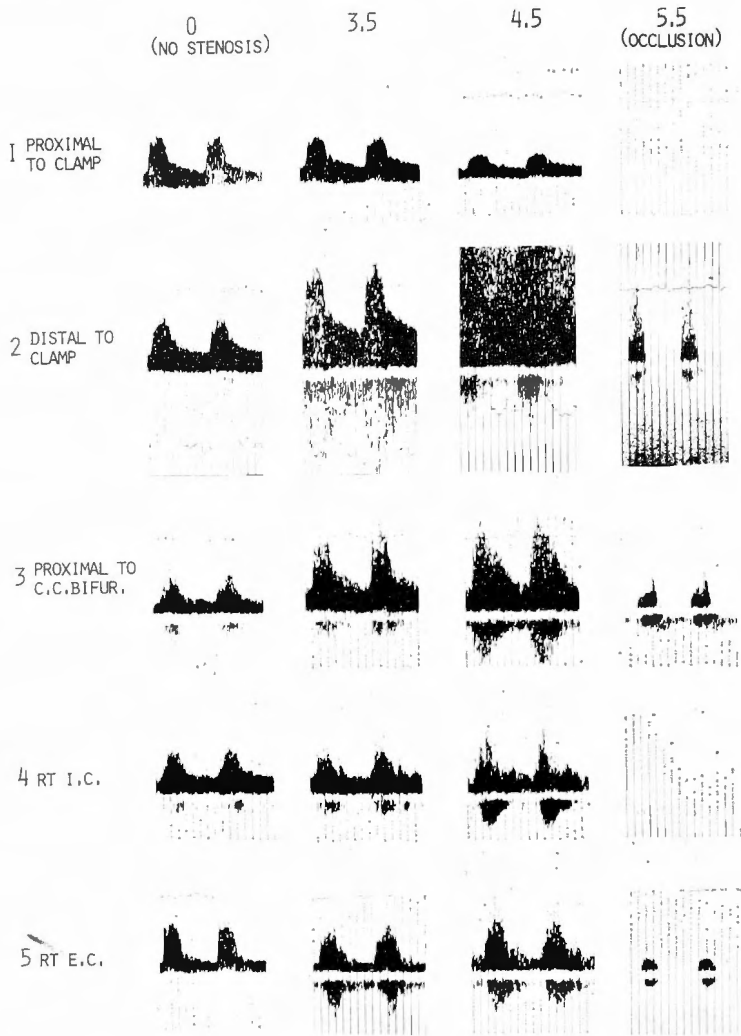 0
(NO STENOSIS)
3.5
4.5
5.5
(OCCLUSION)
1 PROXIMAL
TO CLAMP
2 DISTAL TO
CLAMP
3 PROXIMAL TO
C.C.BIFUR.
4 RT I.C.
5 RT E.C.